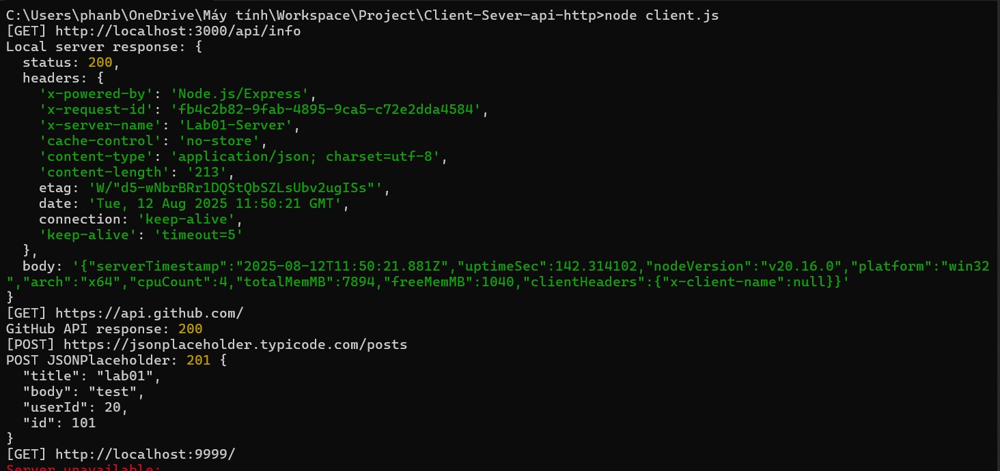 C:\Users\phanb\OneDrive\Máy tính\Workspace\Project\Client-Sever-api-http>node client.js
[GET] http://localhost:3000/api/info
Local server response: {
  status: 200,
  headers: {
    'x-powered-by': 'Node.js/Express',
    'x-request-id': 'fb4c2b82-9fab-4895-9ca5-c72e2dda4584',
    'x-server-name': 'Lab01-Server',
    'cache-control': 'no-store',
    'content-type': 'application/json; charset=utf-8',
    'content-length': '213',
    etag: 'W/"d5-wNbrBRr1DQStQbSZLsUbv2ugISs"',
    date: 'Tue, 12 Aug 2025 11:50:21 GMT',
    connection: 'keep-alive',
    'keep-alive': 'timeout=5'
  },
  body: '{"serverTimestamp":"2025-08-12T11:50:21.881Z","uptimeSec":142.314102,"nodeVersion":"v20.16.0","platform":"win32
","arch":"x64","cpuCount":4,"totalMemMB":7894,"freeMemMB":1040,"clientHeaders":{"x-client-name":null}}'
}
[GET] https://api.github.com/
GitHub API response: 200
[POST] https://jsonplaceholder.typicode.com/posts
POST JSONPlaceholder: 201 {
  "title": "lab01",
  "body": "test",
  "userId": 20,
  "id": 101
}
[GET] http://localhost:9999/
Server unavailable: